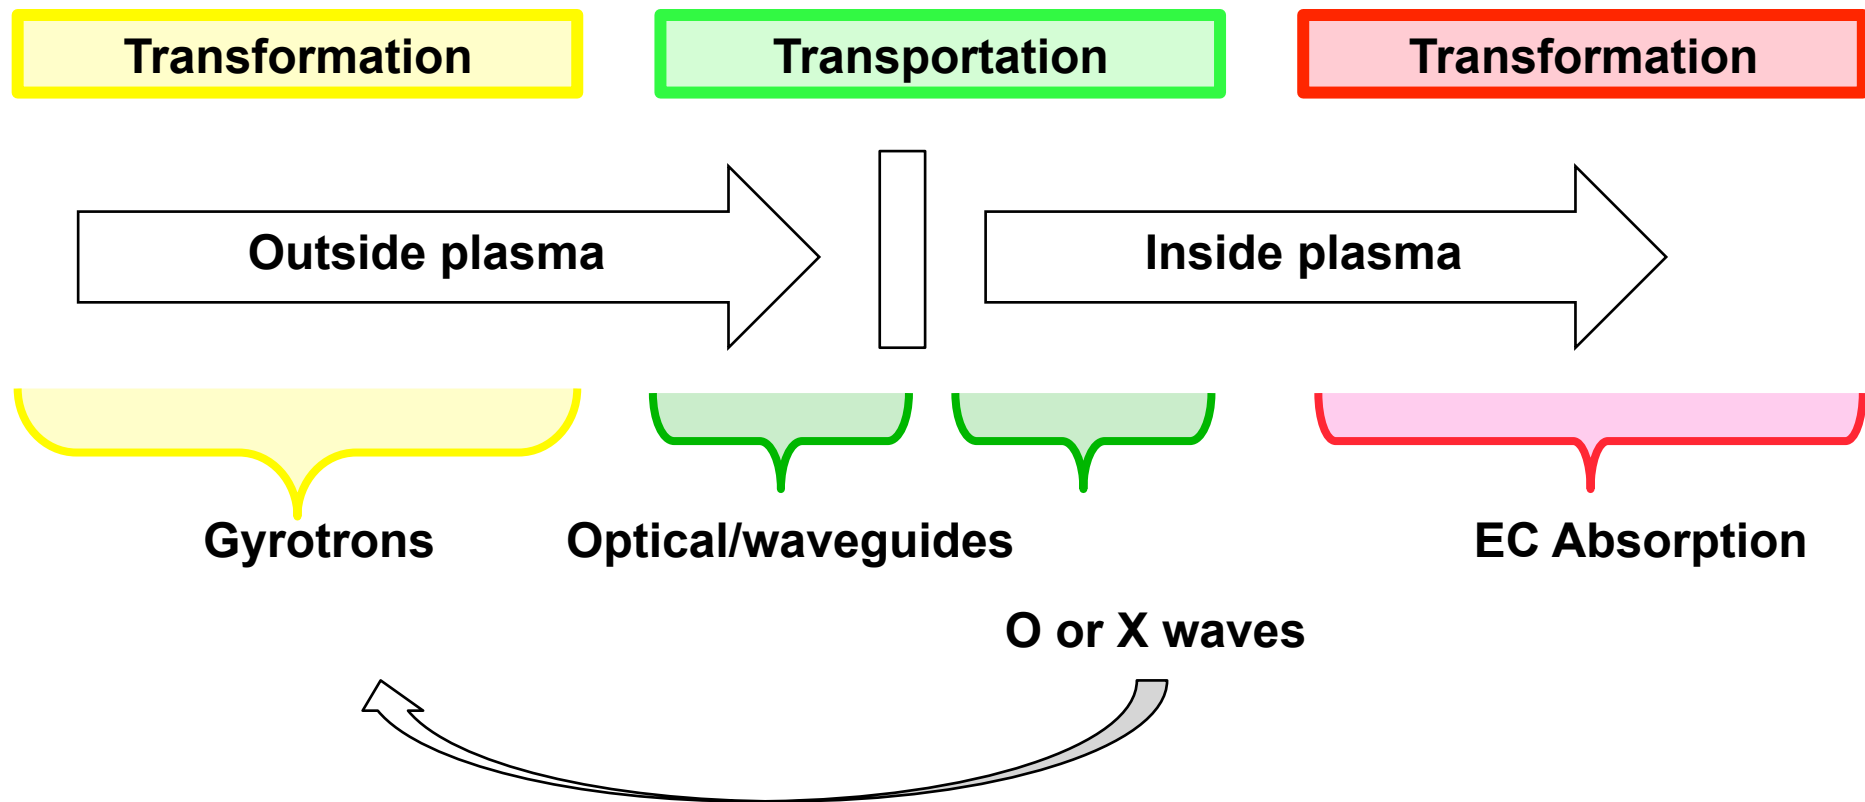 Transformation
Transportation
Transformation
Outside plasma
Inside plasma
Gyrotrons
Optical/waveguides
EC Absorption
O or X waves